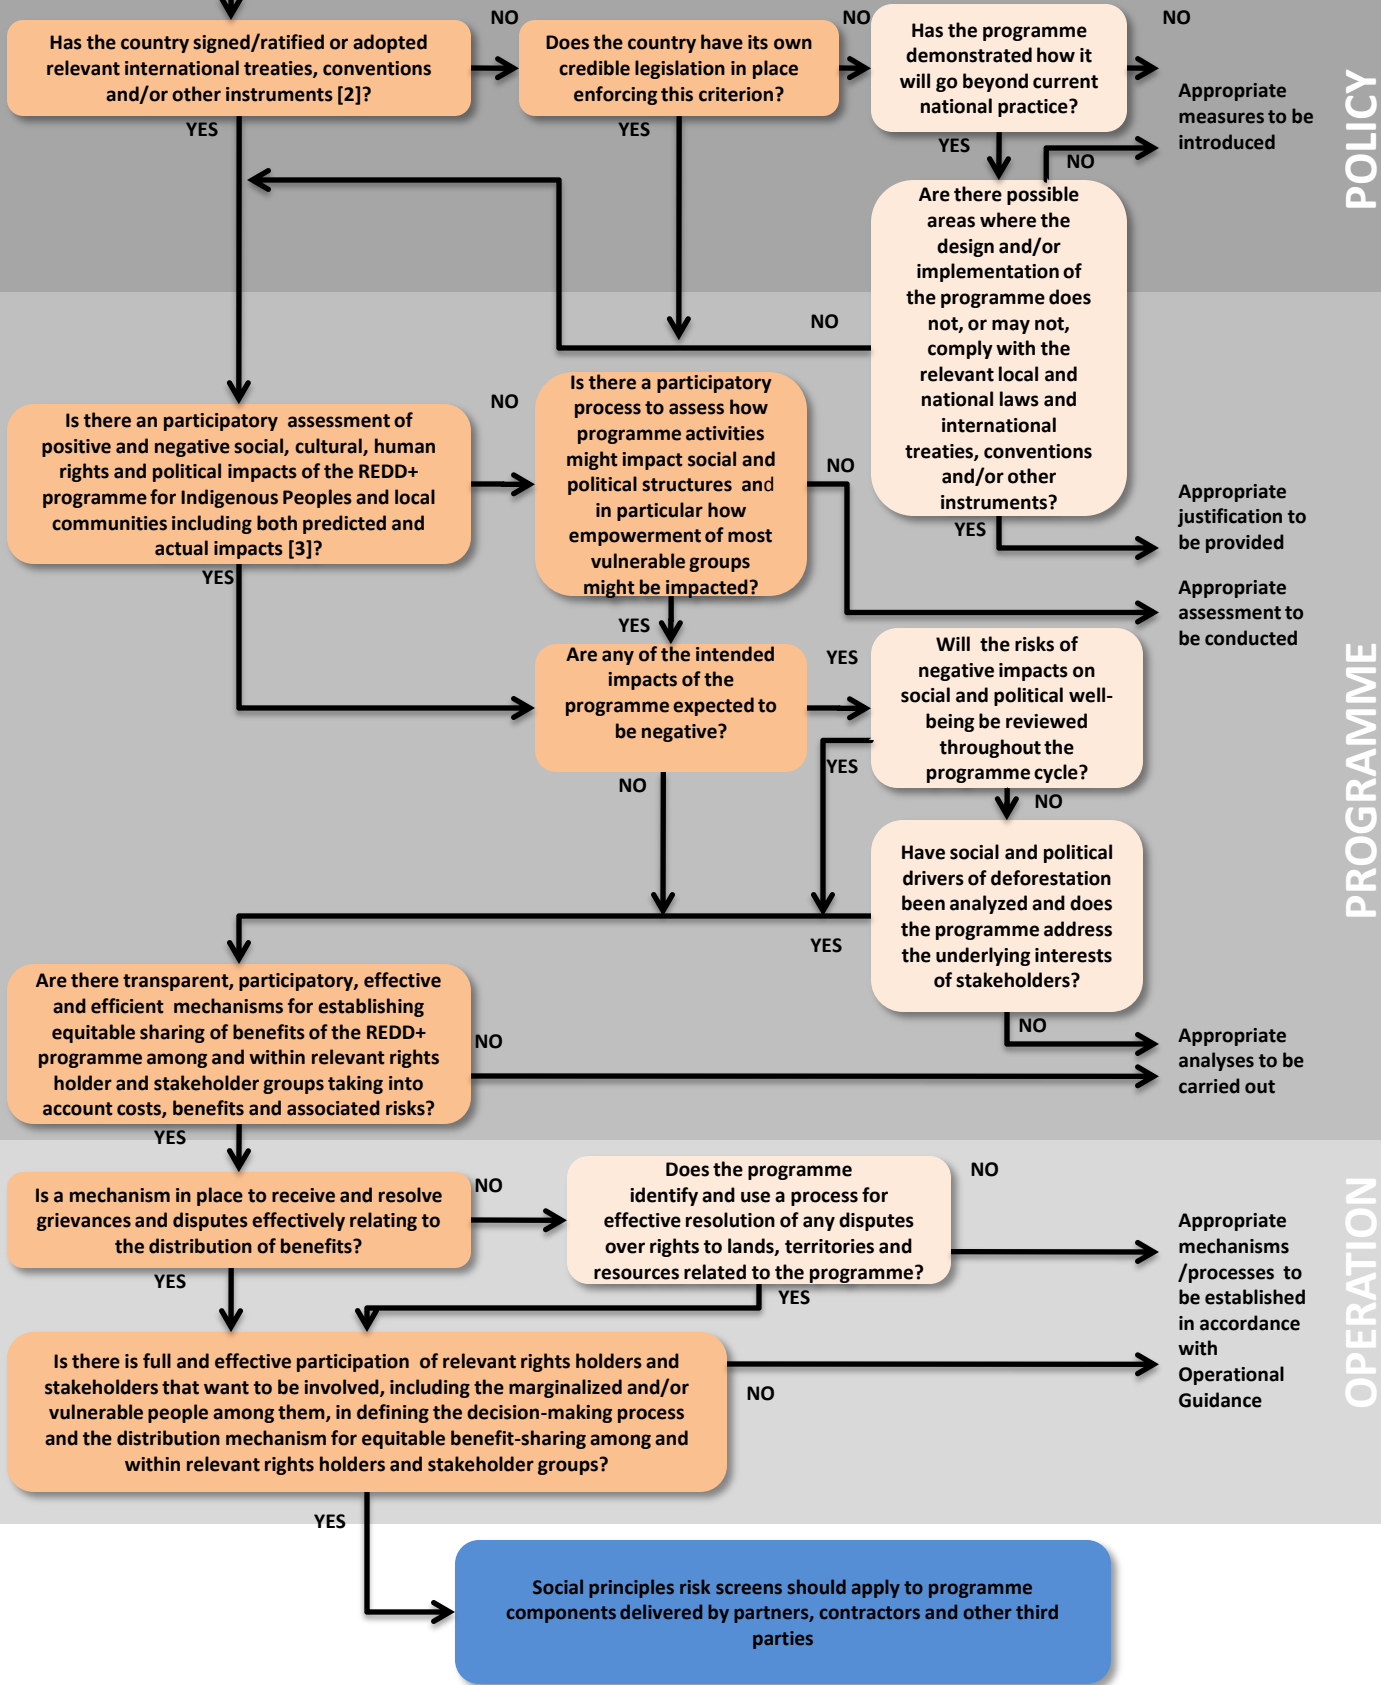 NO
NO
NO
Has the country signed/ratified or adopted
relevant international treaties, conventions
and/or other instruments [2]?
Does the country have its own
credible legislation in place
enforcing this criterion?
Has the programme
demonstrated how it
will go beyond current
national practice?
Appropriate
measures to be
introduced
POLICY
YES
YES
YES
NO
Are there possible
areas where the
design and/or
implementation of
the programme does
not, or may not,
comply with the
relevant local and
national laws and
international
treaties, conventions
and/or other
instruments?
NO
Is there an participatory assessment of
positive and negative social, cultural, human
rights and political impacts of the REDD+
programme for Indigenous Peoples and local
communities including both predicted and
actual impacts [3]?
NO
Is there a participatory
process to assess how
programme activities
might impact social and
political structures and
in particular how
empowerment of most
vulnerable groups
might be impacted?
NO
YES
Appropriate
justification to
be provided
YES
Appropriate
assessment to
be conducted
YES
Are any of the intended
impacts of the
programme expected to
be negative?
YES
Will the risks of
negative impacts on
social and political well-
being be reviewed
throughout the
programme cycle?
PROGRAMME
NO
YES
NO
Have social and political
drivers of deforestation
been analyzed and does
the programme address
the underlying interests
of stakeholders?
YES
Are there transparent, participatory, effective
and efficient mechanisms for establishing
equitable sharing of benefits of the REDD+
programme among and within relevant rights
holder and stakeholder groups taking into
account costs, benefits and associated risks?
NO
NO
Appropriate
analyses to be
carried out
YES
Is a mechanism in place to receive and resolve
grievances and disputes effectively relating to
the distribution of benefits?
NO
Does the programme
identify and use a process for
effective resolution of any disputes
over rights to lands, territories and
resources related to the programme?
NO
Appropriate
mechanisms
/processes to
be established
in accordance
with
Operational
Guidance
OPERATION
YES
YES
Is there is full and effective participation of relevant rights holders and
stakeholders that want to be involved, including the marginalized and/or
vulnerable people among them, in defining the decision-making process
and the distribution mechanism for equitable benefit-sharing among and
within relevant rights holders and stakeholder groups?
NO
YES
Social principles risk screens should apply to programme
components delivered by partners, contractors and other third
parties